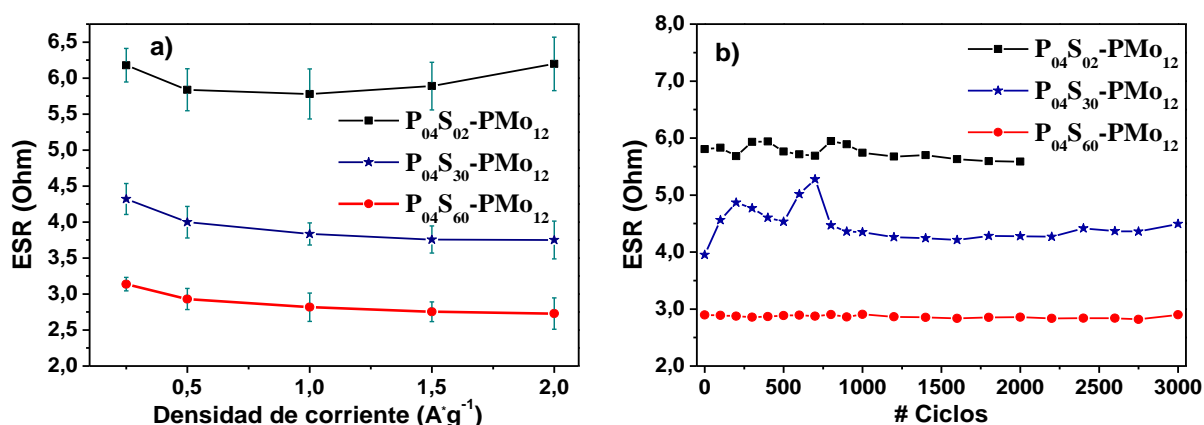 a)
6,5
6,0
5,5
5,0
4,5
4,0
3,5
3,0
2,5
2,0
ESR (Ohm)
P04S02-PMo12
P04S30-PMo12
P04S60-PMo12
0,5 1,0 1,5 2,0
Densidad de corriente (A*g-1)
b)
8,0
7,0
6,0
5,0
4,0
3,0
2,0
ESR (Ohm)
P04S02-PMo12
P04S30-PMo12
P04S60-PMo12
0 500 1000 1500 2000 2500 3000
# Ciclos